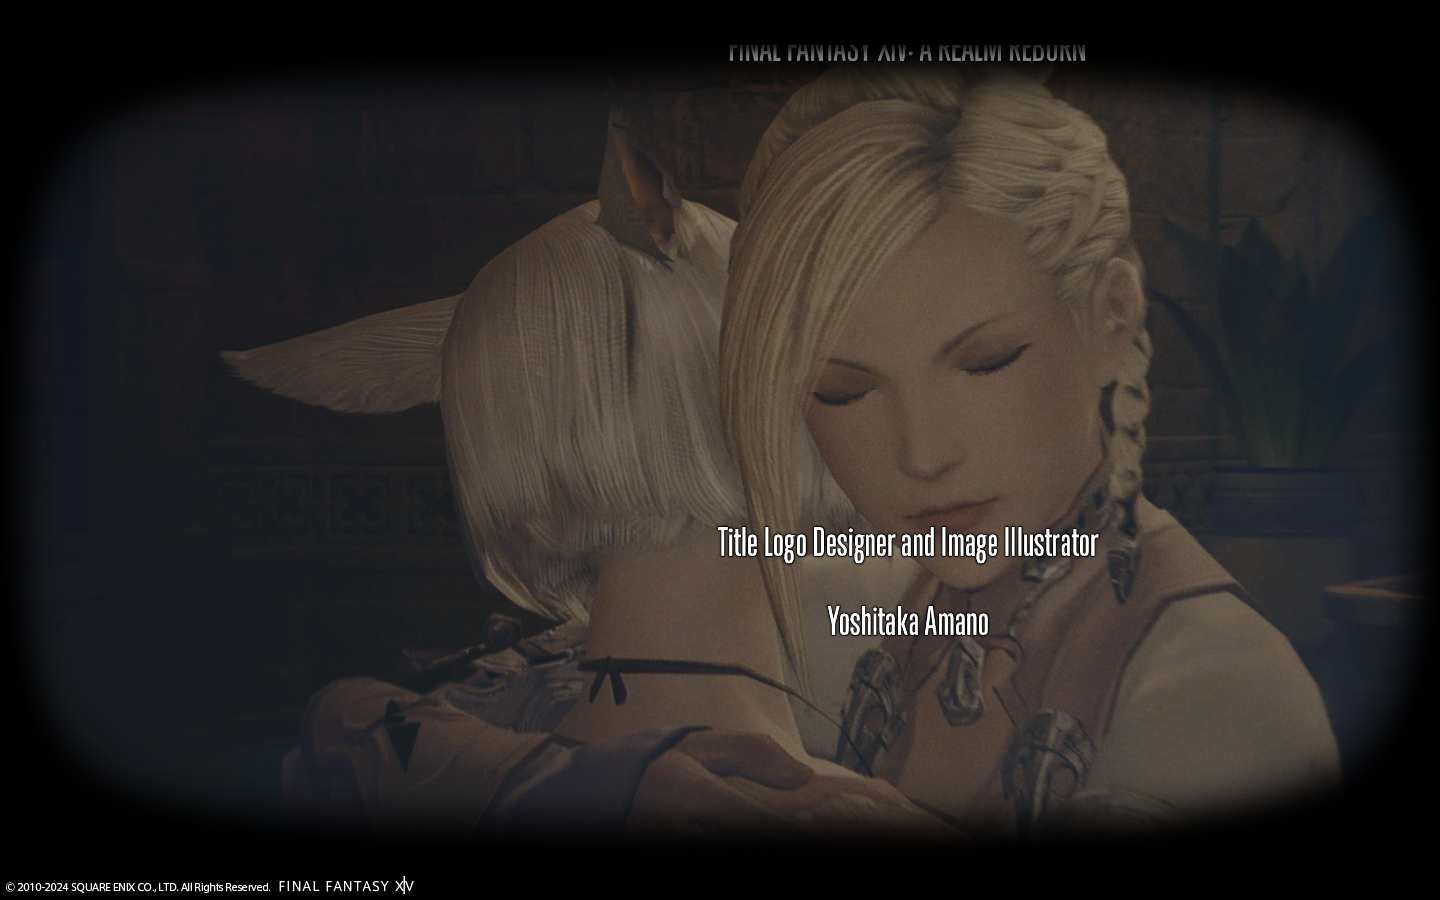 FINAL FANTASY XIV: A REALM REBORN
Title Logo Designer and Image Illustrator
Yoshitaka Amano
© 2010-2024 SQUARE ENIX CO., LTD. All Rights Reserved. FINAL FANTASY XIV